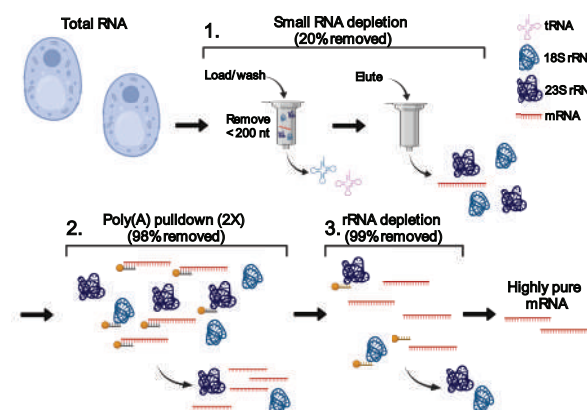 Total RNA
1.
Small RNA depletion
(20% removed)
Load/wash
Remove
<200 nt
Elute
tRNA
18S rRN
23S rRN
mRNA
2.
Poly(A) pulldown (2X)
(98% removed)
3.
rRNA depletion
(99% removed)
Highly pure
mRNA